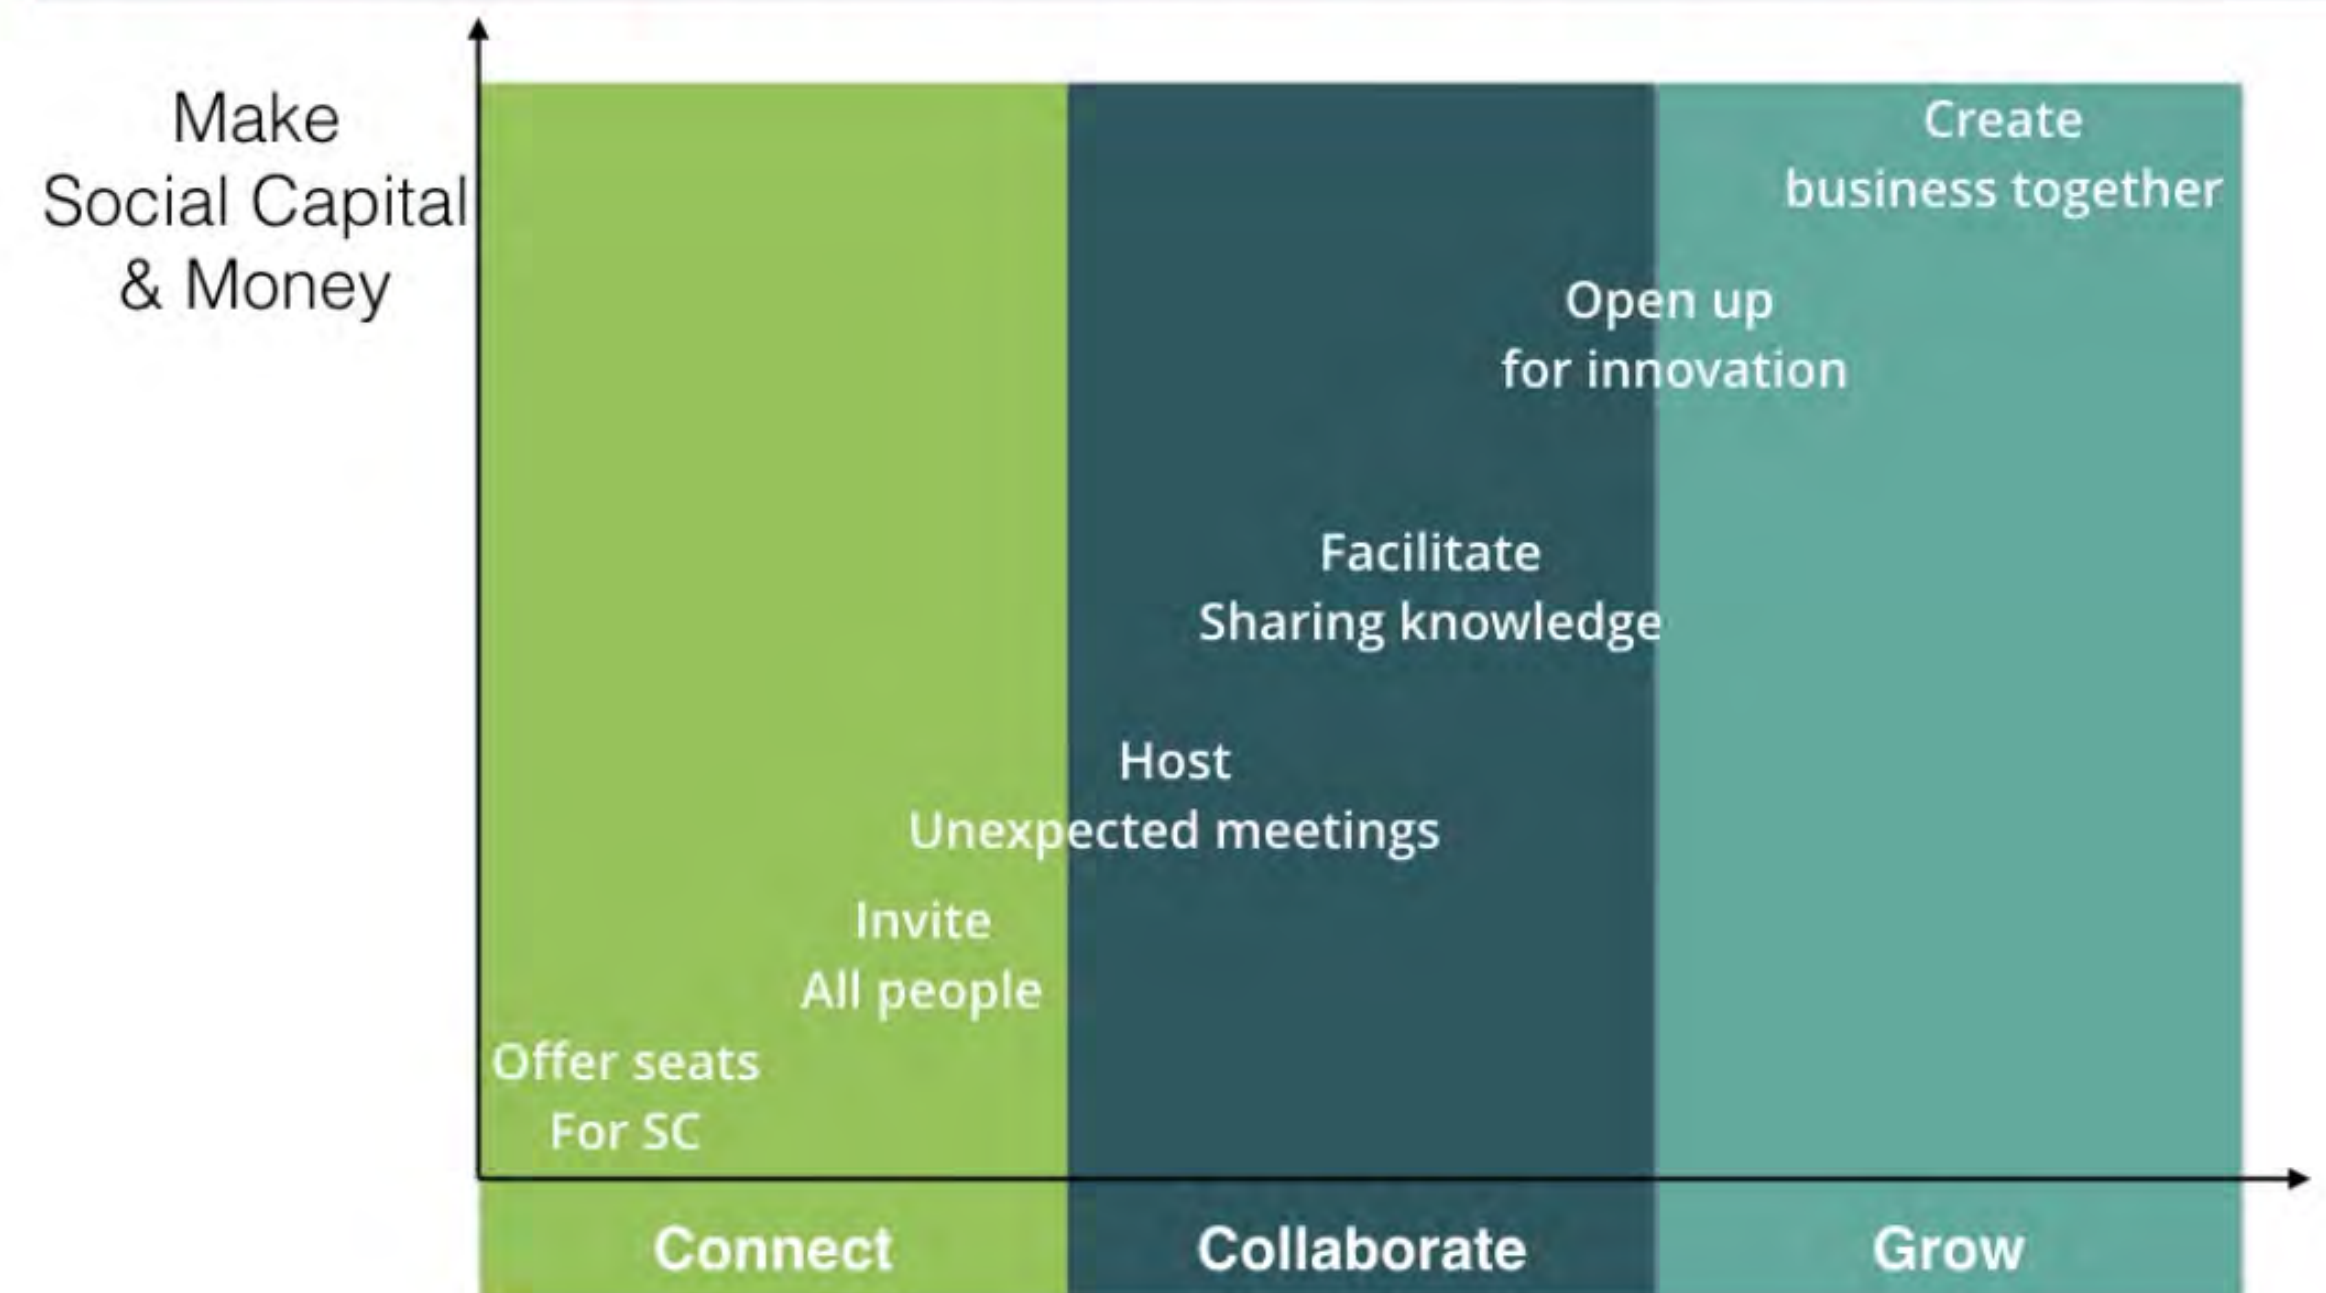 Make
Social Capital
& Money
Create
business together
Open up
for innovation
Facilitate
Sharing knowledge
Host
Unexpected meetings
Invite
All people
Offer seats
For SC
Connect
Collaborate
Grow